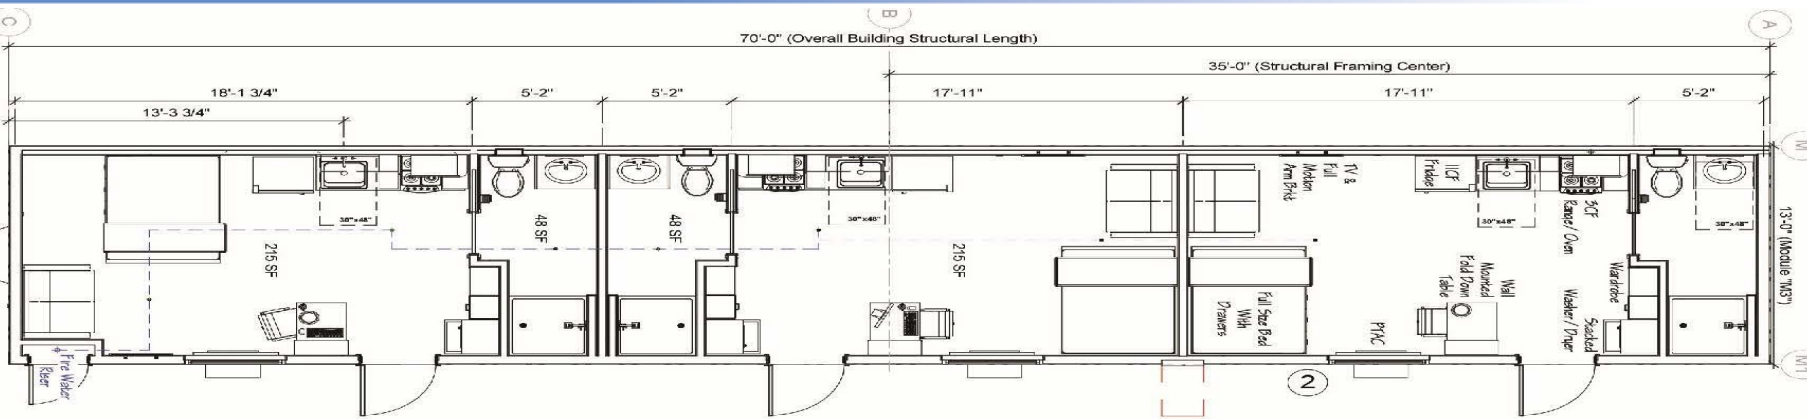 C
B
A
70'-0" (Overall Building Structural Length)
35'-0" (Structural Framing Center)
18'-1 3/4"
5'-2"
5'-2"
17'-11"
17'-11"
5'-2"
13'-3 3/4"
M
30"x48"
215 SF
48 SF
48 SF
30"x48"
215 SF
TV &
Full
Motion
Arm Brkt
11CF
Fridge
30"x48"
3CF
Range/ Oven
30"x48"
13'-0" (Module "M3")
Full Size Bed
With
Drawers
PTAC
Wall
Mounted
Fold Down
Table
Wardrobe
Stacked
Washer/ Dryer
Fire Water
Riser
2